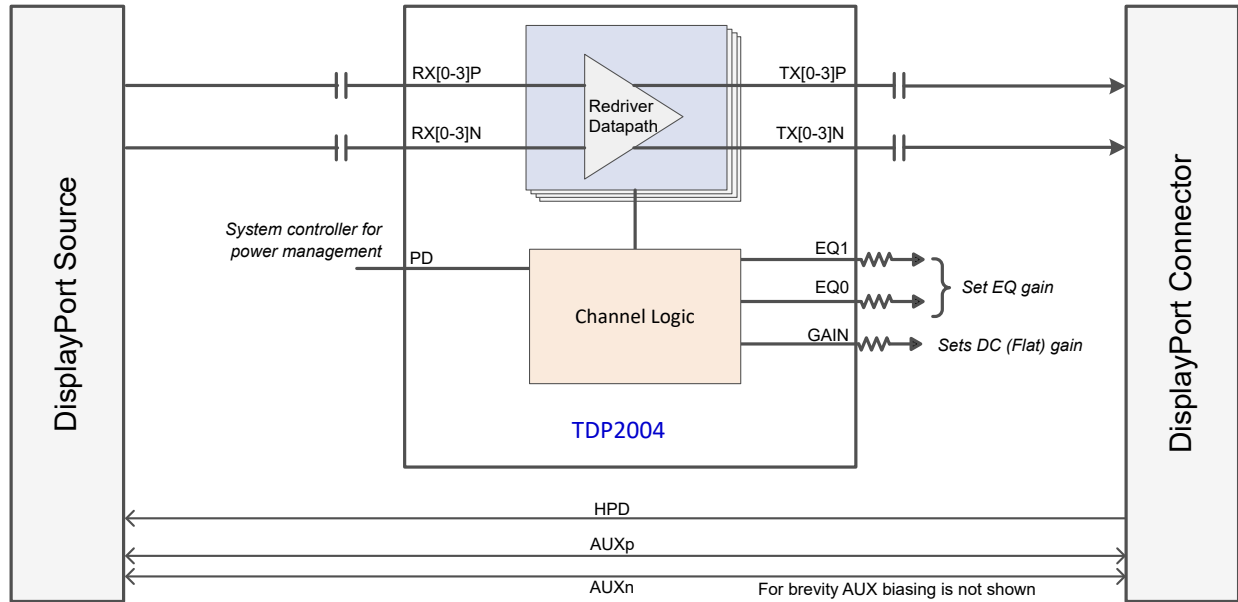 DisplayPort Source
RX[0-3]P
TX[0-3]P
Redriver
Datapath
RX[0-3]N
TX[0-3]N
System controller for
power management
PD
Channel Logic
EQ1
EQ0
GAIN
Set EQ gain
Sets DC (Flat) gain
TDP2004
DisplayPort Connector
HPD
AUXp
AUXn
For brevity AUX biasing is not shown